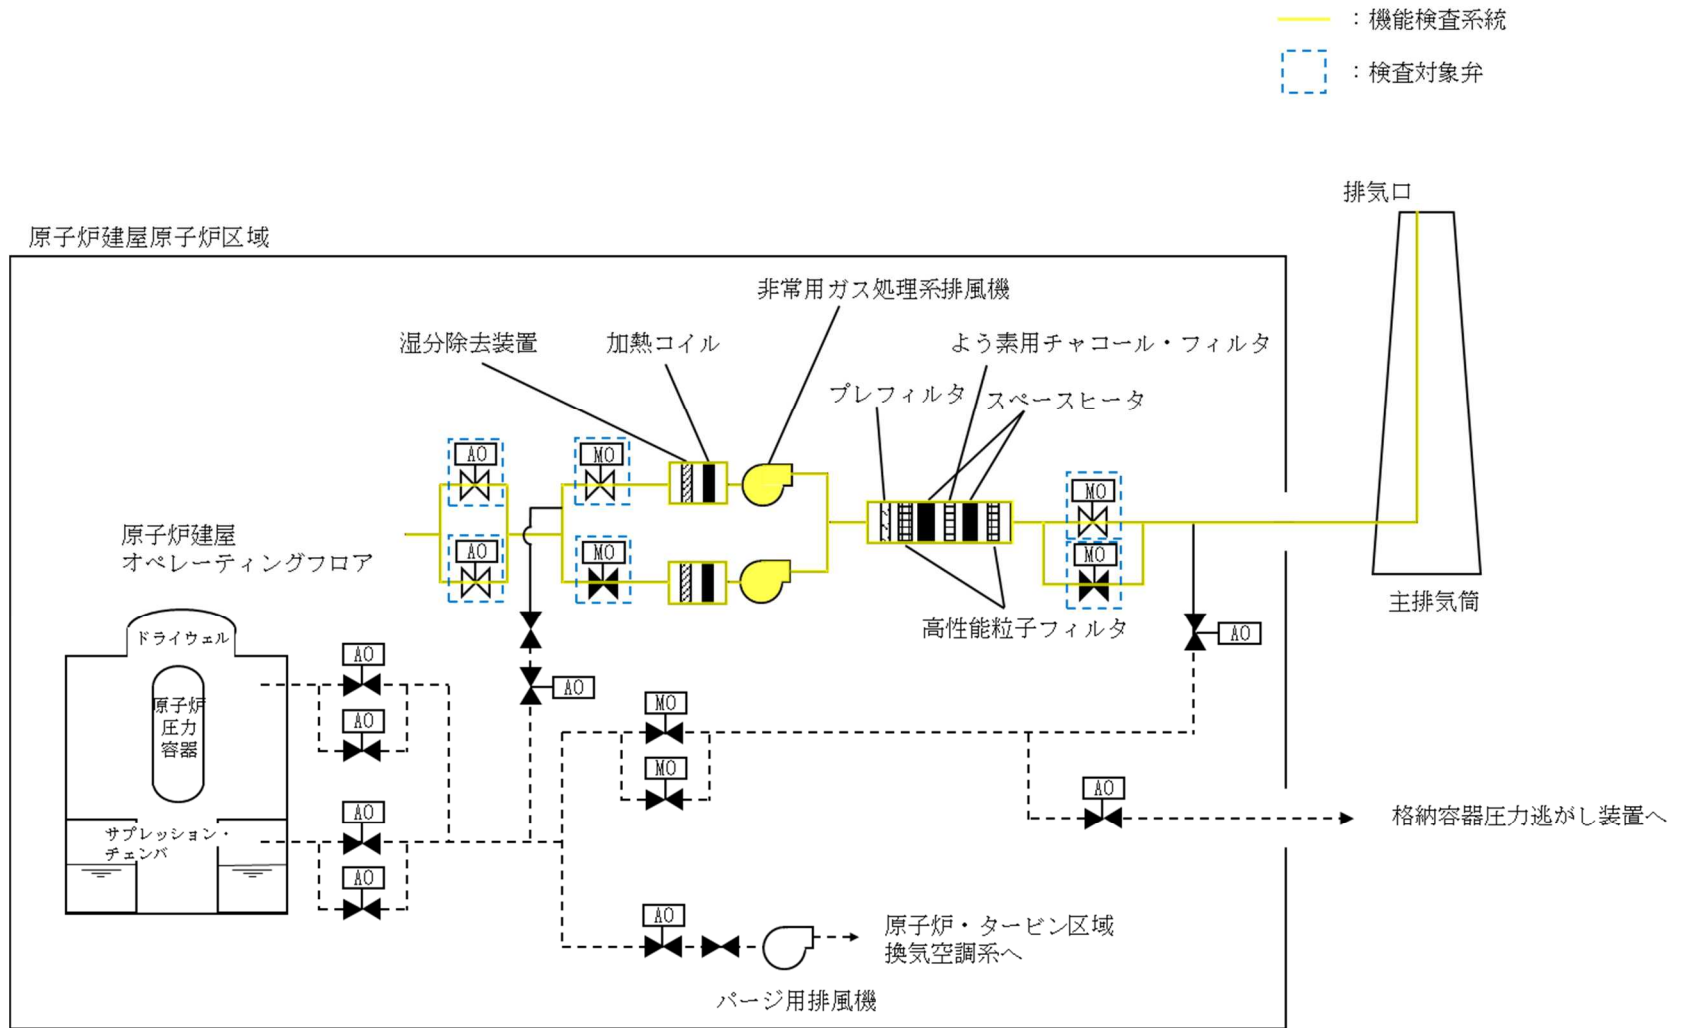 ：機能検査系統
：検査対象弁
排気口
原子炉建屋原子炉区域
非常用ガス処理系排風機
湿分除去装置
加熱コイル
よう素用チャコール・フィルタ
プレフィルタ
スペースヒータ
AO
MO
MO
原子炉建屋
オペレーティングフロア
AO
MO
MO
主排気筒
高性能粒子フィルタ
AO
ドライウェル
AO
AO
原子炉
圧力
容器
MO
AO
MO
AO
格納容器圧力逃がし装置へ
AO
サプレッション・
チェンバ
AO
AO
原子炉・タービン区域
換気空調系へ
パージ用排風機